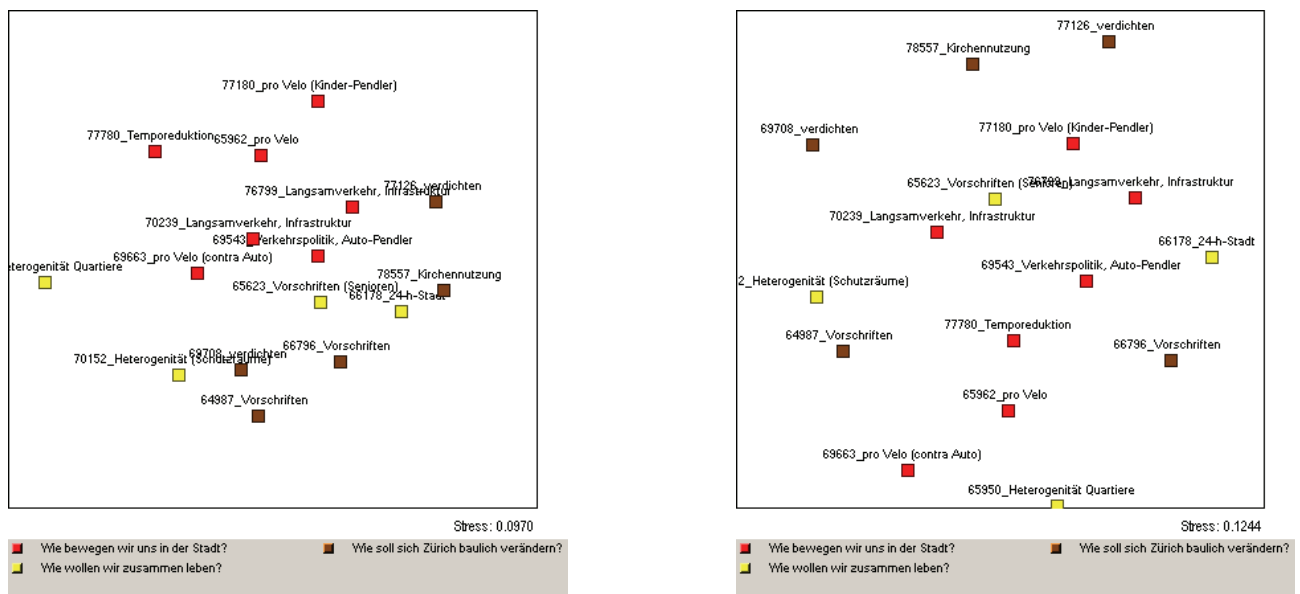 77180_pro Velo (Kinder-Pendler)
77780_Temporeduktion
65962_pro Velo
77126_verdichten
76799_Langsamverkehr, Infrastruktur
70239_Langsamverkehr, Infrastruktur
69543_Verkehrspolitik, Auto-Pendler
69663_pro Velo (contra Auto)
eterogenität Quartiere
78557_Kirchennutzung
65623_Vorschriften (Senioren)
66178_24-h-Stadt
66796_Vorschriften
69708_verdichten
70152_Heterogenität (Schutzräume)
64987_Vorschriften
Stress: 0.0970
Wie bewegen wir uns in der Stadt?
Wie soll sich Zürich baulich verändern?
Wie wollen wir zusammen leben?
77126_verdichten
78557_Kirchennutzung
69708_verdichten
77180_pro Velo (Kinder-Pendler)
65623_Vorschriften (Senioren)
76799_Langsamverkehr, Infrastruktur
70239_Langsamverkehr, Infrastruktur
66178_24-h-Stadt
69543_Verkehrspolitik, Auto-Pendler
2_Heterogenität (Schutzräume)
77780_Temporeduktion
64987_Vorschriften
66796_Vorschriften
65962_pro Velo
69663_pro Velo (contra Auto)
65950_Heterogenität Quartiere
Stress: 0.1244
Wie bewegen wir uns in der Stadt?
Wie soll sich Zürich baulich verändern?
Wie wollen wir zusammen leben?